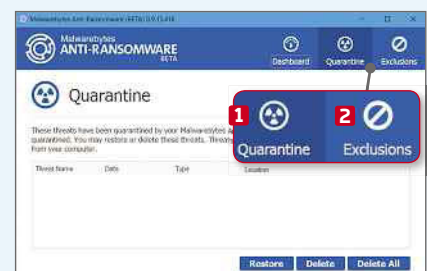 Malwarebytes Anti-Ransomware (BETA) 0.9.15.416
Malwarebytes
ANTI-RANSOMWARE
BETA
Dashboard Quarantine Exclusions
Quarantine
These threats have been quarantined by your Malwarebytes
quarantined. You may restore or delete these threats.
from your computer.
Threat Name Date Type Location
1 Quarantine
2 Exclusions
Restore Delete Delete All